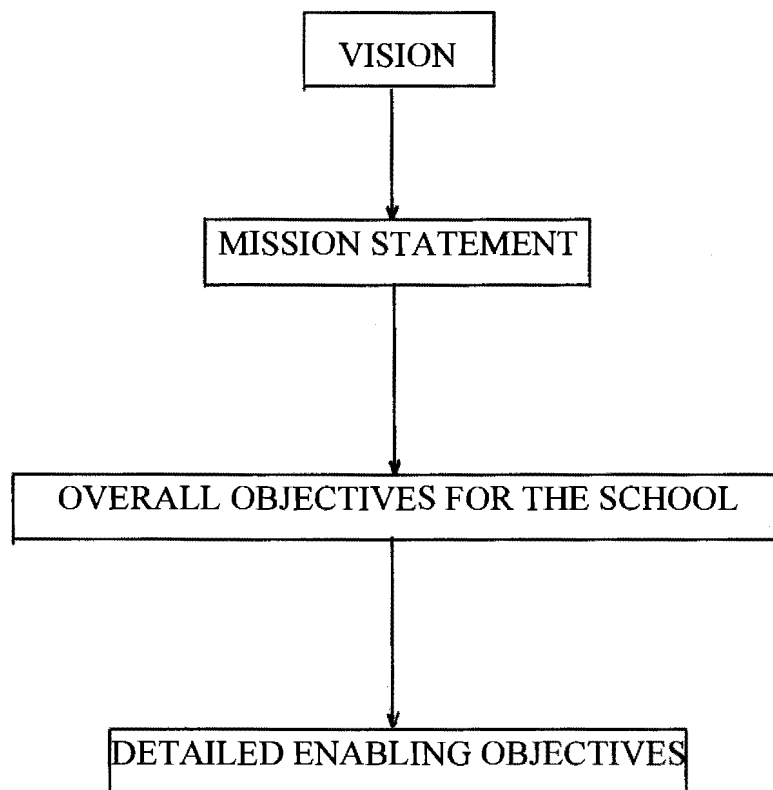 VISION
MISSION STATEMENT
OVERALL OBJECTIVES FOR THE SCHOOL
DETAILED ENABLING OBJECTIVES